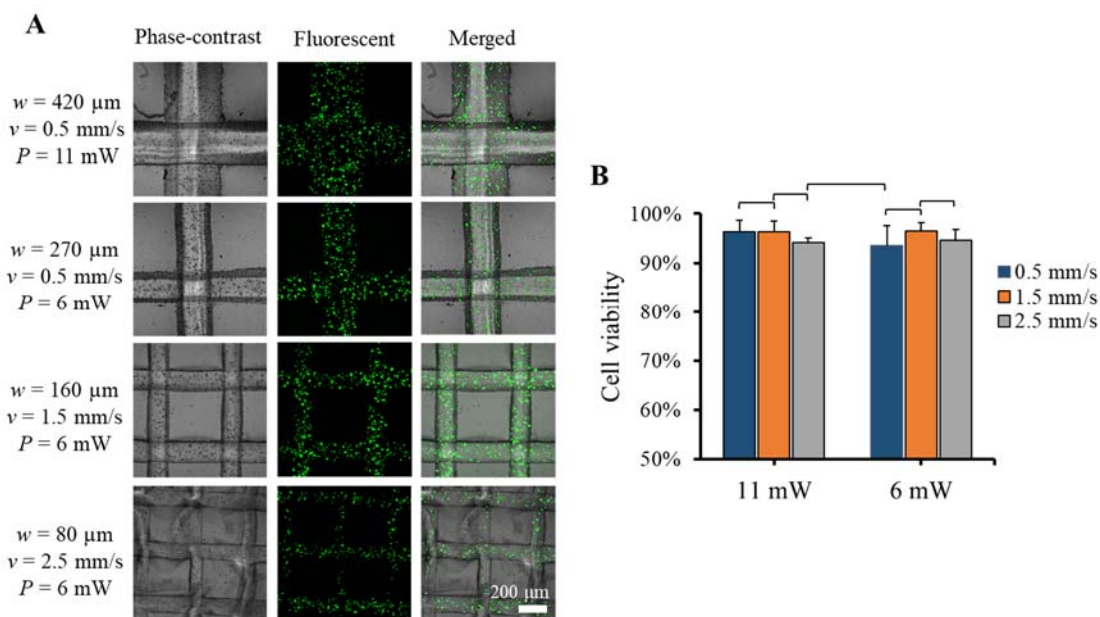 A
Phase-contrast Fluorescent Merged
w = 420 µm
v = 0.5 mm/s
P = 11 mW
w = 270 µm
v = 0.5 mm/s
P = 6 mW
w = 160 µm
v = 1.5 mm/s
P = 6 mW
w = 80 µm
v = 2.5 mm/s
P = 6 mW
200 µm
B
Cell viability
100%
90%
80%
70%
60%
50%
11 mW 6 mW
0.5 mm/s
1.5 mm/s
2.5 mm/s